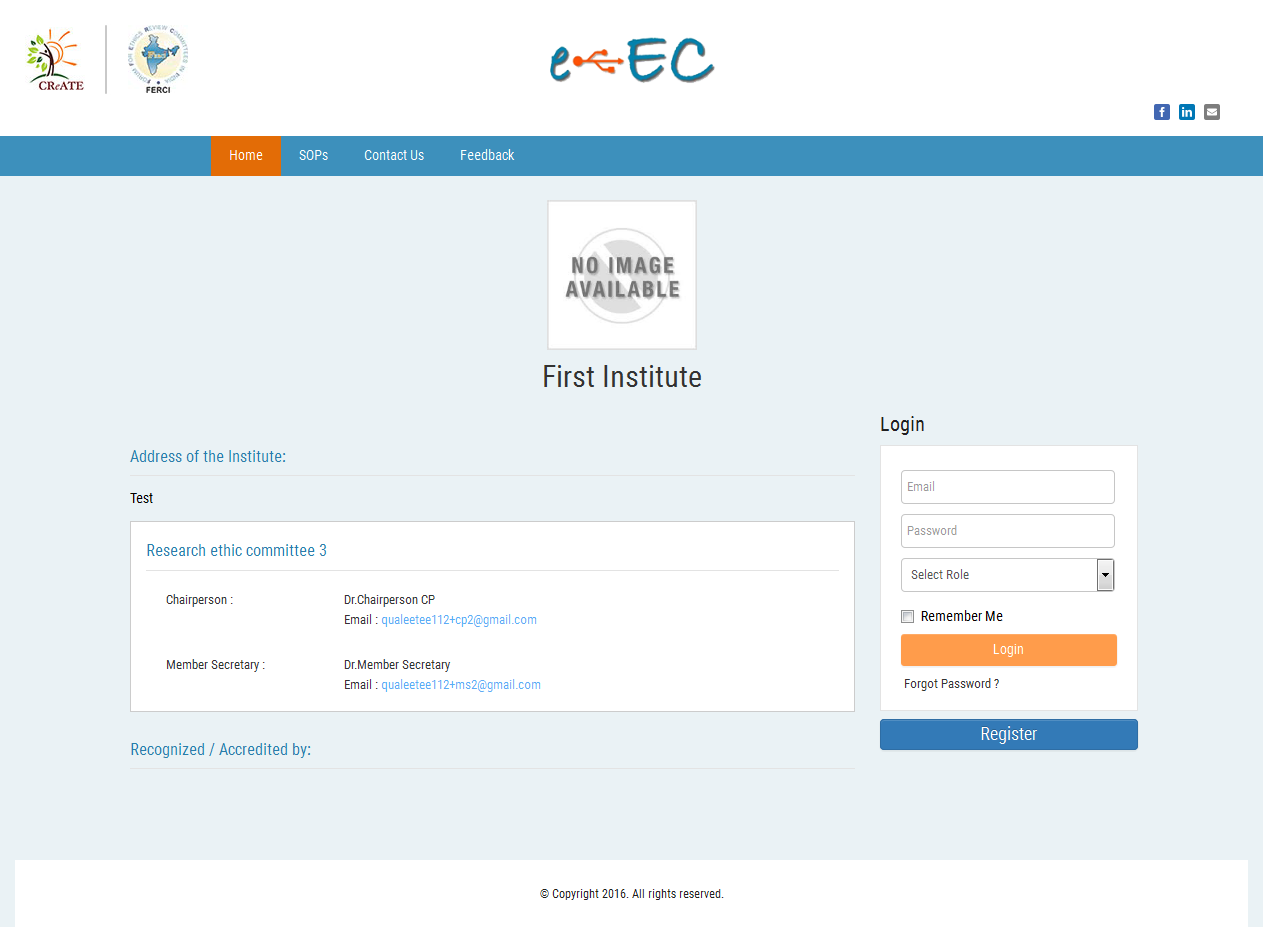 CReATE
FORUM FOR ETHICS REVIEW COMMITTEES IN INDIA
FERCI
e EC
Home SOPs Contact Us Feedback
NO IMAGE
AVAILABLE
First Institute
Login
Address of the Institute:
Test
Email
Password
Select Role
Remember Me
Login
Forgot Password ?
Register
Research ethic committee 3
Chairperson : Dr.Chairperson CP
Email : qualeetee112+cp2@gmail.com
Member Secretary : Dr.Member Secretary
Email : qualeetee112+ms2@gmail.com
Recognized / Accredited by:
© Copyright 2016. All rights reserved.